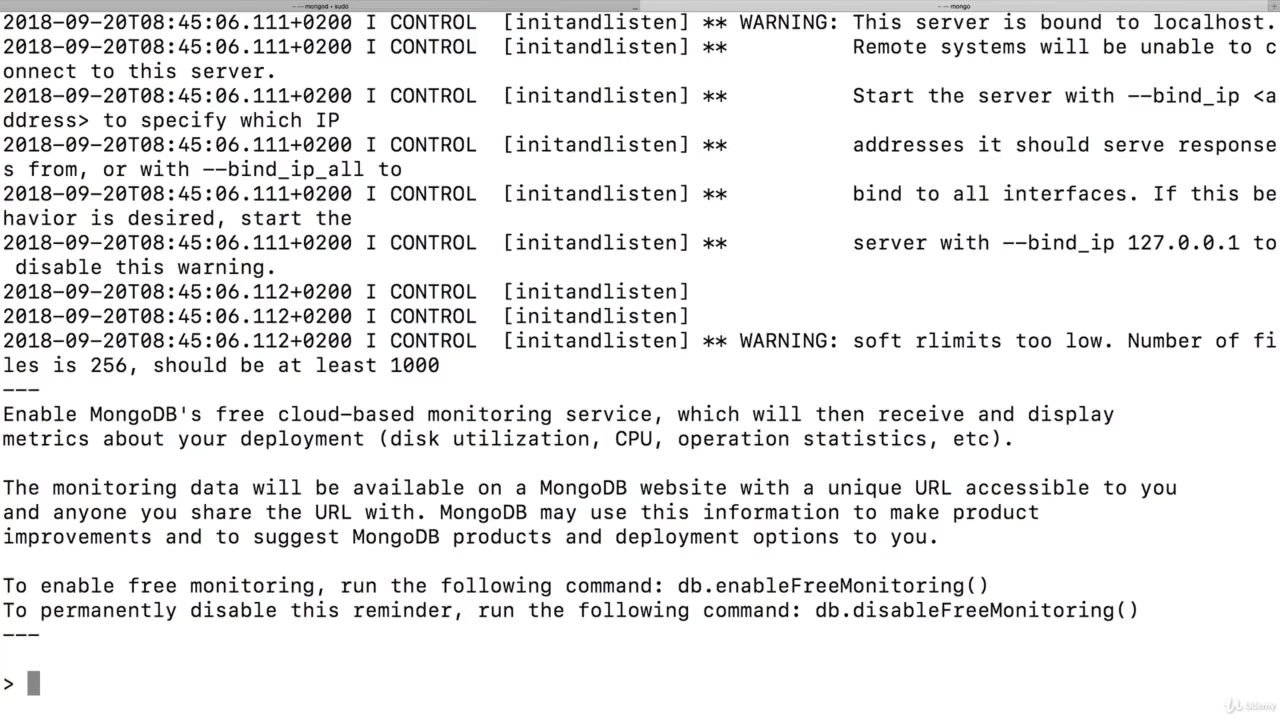 ~ — mongod ‹ sudo
~ — mongo
2018-09-20T08:45:06.111+0200 I CONTROL  [initandlisten] ** WARNING: This server is bound to localhost.
2018-09-20T08:45:06.111+0200 I CONTROL  [initandlisten] **          Remote systems will be unable to c
onnect to this server.
2018-09-20T08:45:06.111+0200 I CONTROL  [initandlisten] **          Start the server with --bind_ip <a
ddress> to specify which IP
2018-09-20T08:45:06.111+0200 I CONTROL  [initandlisten] **          addresses it should serve response
s from, or with --bind_ip_all to
2018-09-20T08:45:06.111+0200 I CONTROL  [initandlisten] **          bind to all interfaces. If this be
havior is desired, start the
2018-09-20T08:45:06.111+0200 I CONTROL  [initandlisten] **          server with --bind_ip 127.0.0.1 to
 disable this warning.
2018-09-20T08:45:06.112+0200 I CONTROL  [initandlisten]
2018-09-20T08:45:06.112+0200 I CONTROL  [initandlisten]
2018-09-20T08:45:06.112+0200 I CONTROL  [initandlisten] ** WARNING: soft rlimits too low. Number of fi
les is 256, should be at least 1000
---
Enable MongoDB's free cloud-based monitoring service, which will then receive and display
metrics about your deployment (disk utilization, CPU, operation statistics, etc).
The monitoring data will be available on a MongoDB website with a unique URL accessible to you
and anyone you share the URL with. MongoDB may use this information to make product
improvements and to suggest MongoDB products and deployment options to you.
To enable free monitoring, run the following command: db.enableFreeMonitoring()
To permanently disable this reminder, run the following command: db.disableFreeMonitoring()
---
>
Udemy